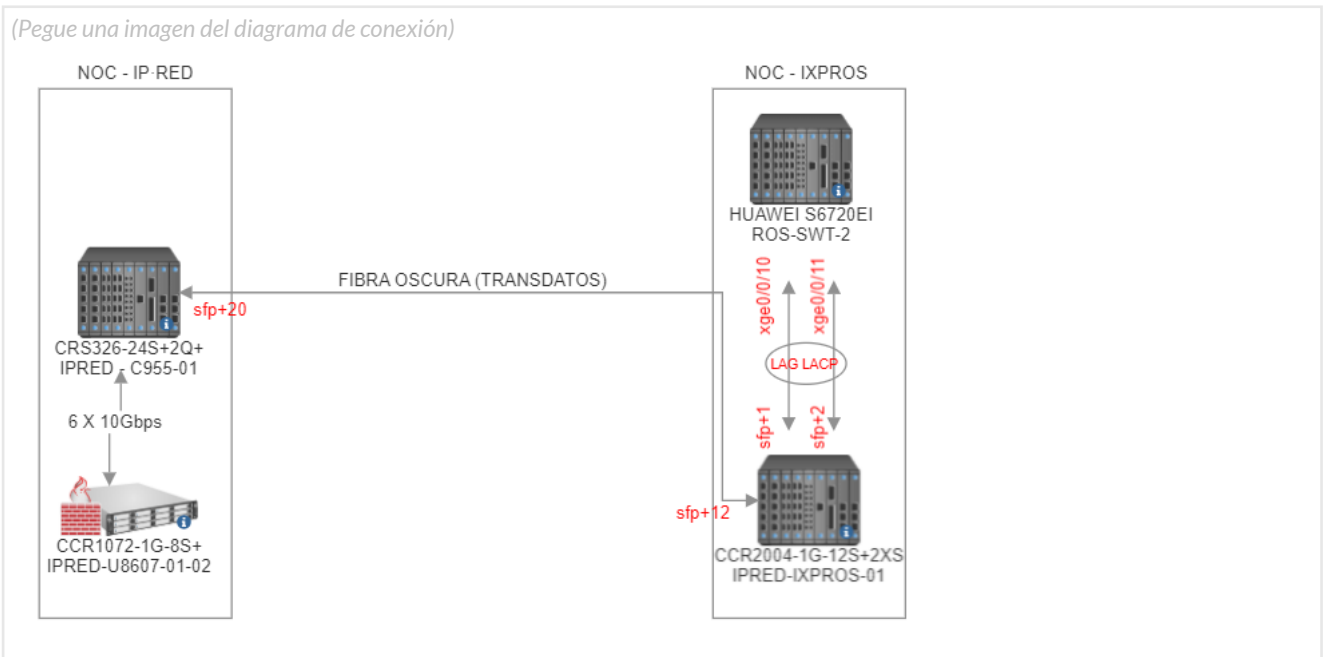 (Pegue una imagen del diagrama de conexión)
NOC - IP·RED
NOC - IXPROS
HUAWEI S6720EI
ROS-SWT-2
FIBRA OSCURA (TRANSDATOS)
sfp+20
xge0/0/10
xge0/0/11
CRS326-24S+2Q+
IPRED - C955-01
LAG LACP
6 X 10Gbps
sfp+1
sfp+2
sfp+12
CCR1072-1G-8S+
IPRED-U8607-01-02
CCR2004-1G-12S+2XS
IPRED-IXPROS-01